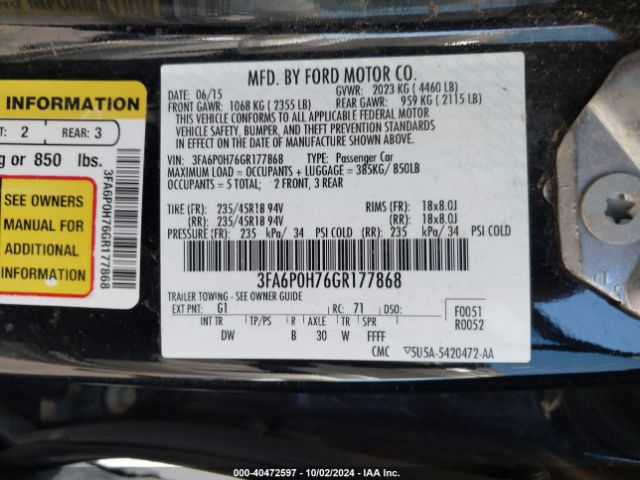 INFORMATION
2
REAR: 3
or 850 lbs.
SEE OWNERS
MANUAL FOR
ADDITIONAL
INFORMATION
3FA6P0H76GR177868
MFD. BY FORD MOTOR CO.
DATE: 06/15 GVWR: 2023 KG ( 4460 LB)
FRONT GAWR: 1068 KG ( 2355 LB) REAR GAWR: 959 KG ( 2115 LB)
THIS VEHICLE CONFORMS TO ALL APPLICABLE FEDERAL MOTOR
VEHICLE SAFETY, BUMPER, AND THEFT PREVENTION STANDARDS IN
EFFECT ON THE DATE OF MANUFACTURE SHOWN ABOVE.
VIN: 3FA6P0H76GR177868 TYPE: Passenger Car
MAXIMUM LOAD = OCCUPANTS + LUGGAGE = 385KG/ 850LB
OCCUPANTS = 5 TOTAL; 2 FRONT, 3 REAR
TIRE (FR): 235/45R18 94V RIMS (FR): 18x8.0J
(RR): 235/45R18 94V (RR): 18x8.0J
PRESSURE (FR): 235 kPa/ 34 PSI COLD (RR): 235 kPa/ 34 PSI COLD
3FA6P0H76GR177868
TRAILER TOWING - SEE OWNER GUIDE
EXT PNT: G1 RC: 71 DSO:
F0051
R0052
INT TR TP/PS R AXLE TR SPR
DW B 30 W FFFF
CMC 5U5A-5420472-AA
000-40472597 - 10/02/2024 - IAAI.COM